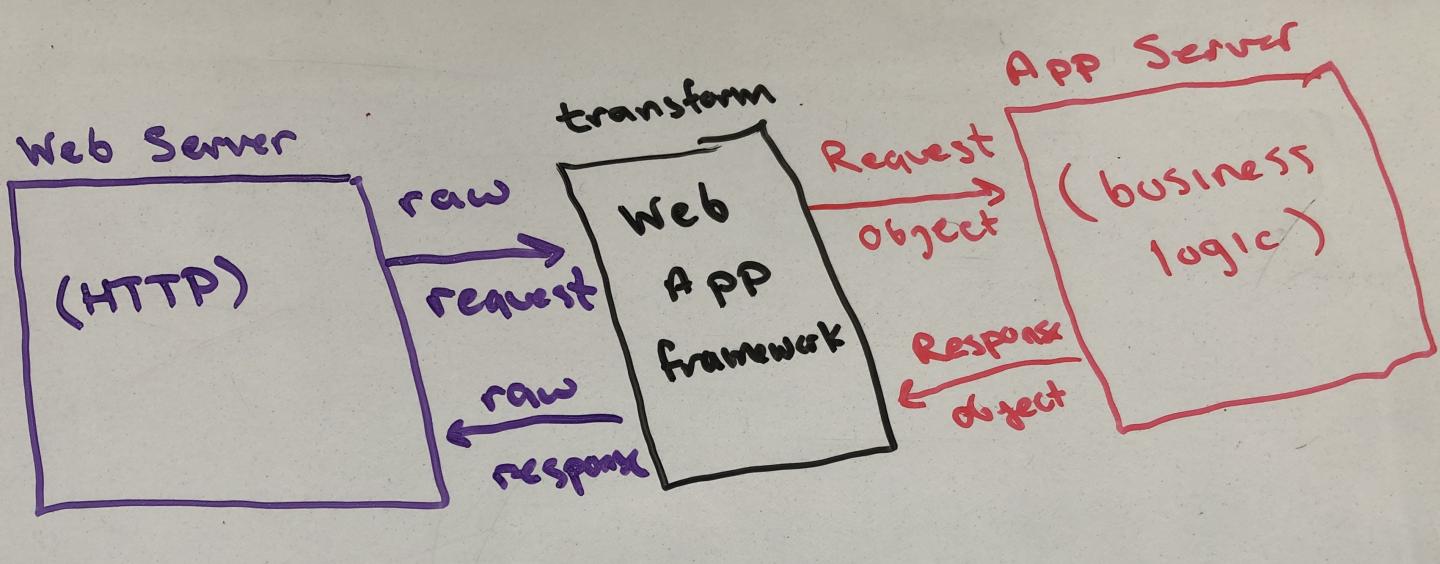 Web Server
(HTTP)
raw
request
raw
response
transform
Web
App
framework
Request
object
Response
object
App Server
(business
logic)